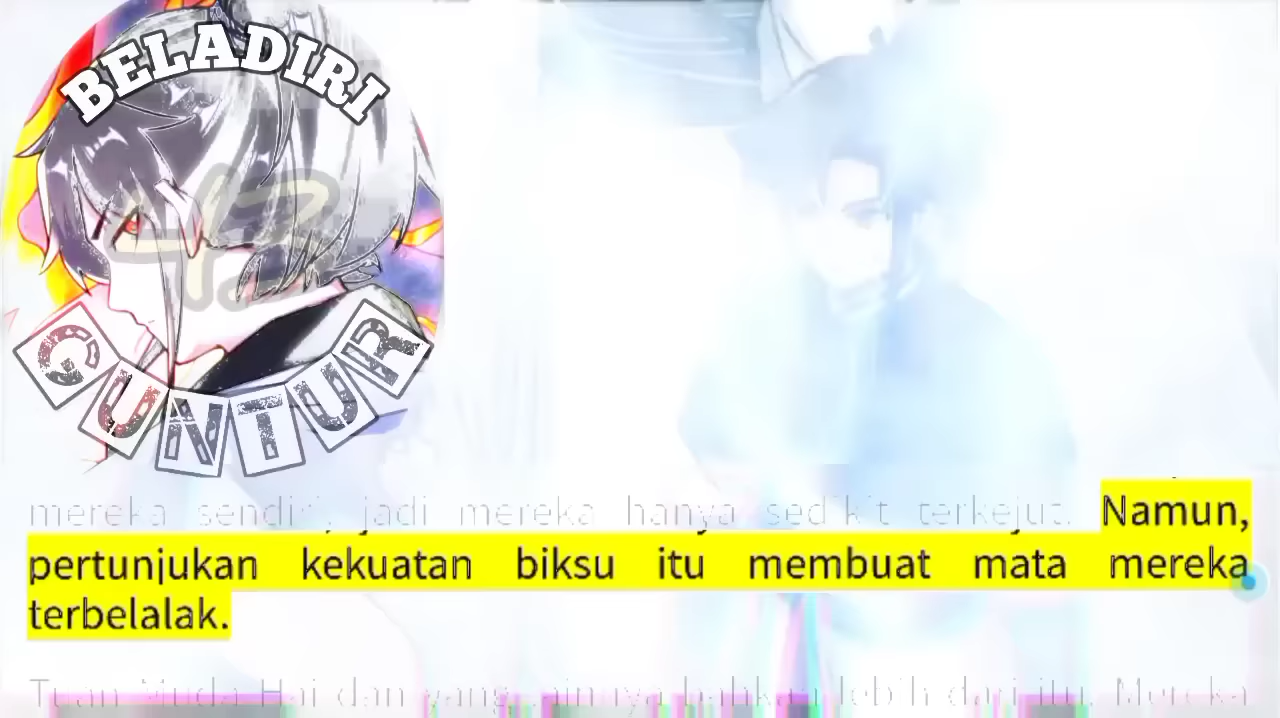 BELADIRI
GUNTUR
mereka sendiri, jadi mereka hanya sedikit terkejut. Namun,
pertunjukan kekuatan biksu itu membuat mata mereka
terbelalak.
Tuan Muda Hai dan yang lainnya bahkan lebih dari itu. Mereka